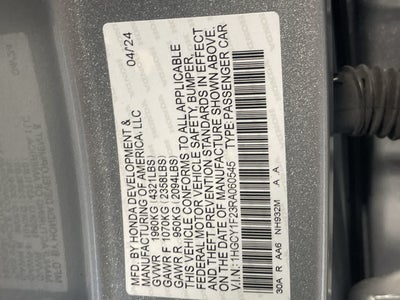 MFD BY HONDA DEVELOPMENT &
MANUFACTURING OF AMERICA, LLC 04/24
GVWR 1960KG (4321LBS)
GAWR F 1070KG (2358LBS)
GAWR R 950KG (2094LBS)
THIS VEHICLE CONFORMS TO ALL APPLICABLE
FEDERAL MOTOR VEHICLE SAFETY, BUMPER,
AND THEFT PREVENTION STANDARDS IN EFFECT
ON THE DATE OF MANUFACTURE SHOWN ABOVE.
V.I.N.: 1HGCY1F23RA060545 TYPE: PASSENGER CAR
30A R AA6 NH932M A A